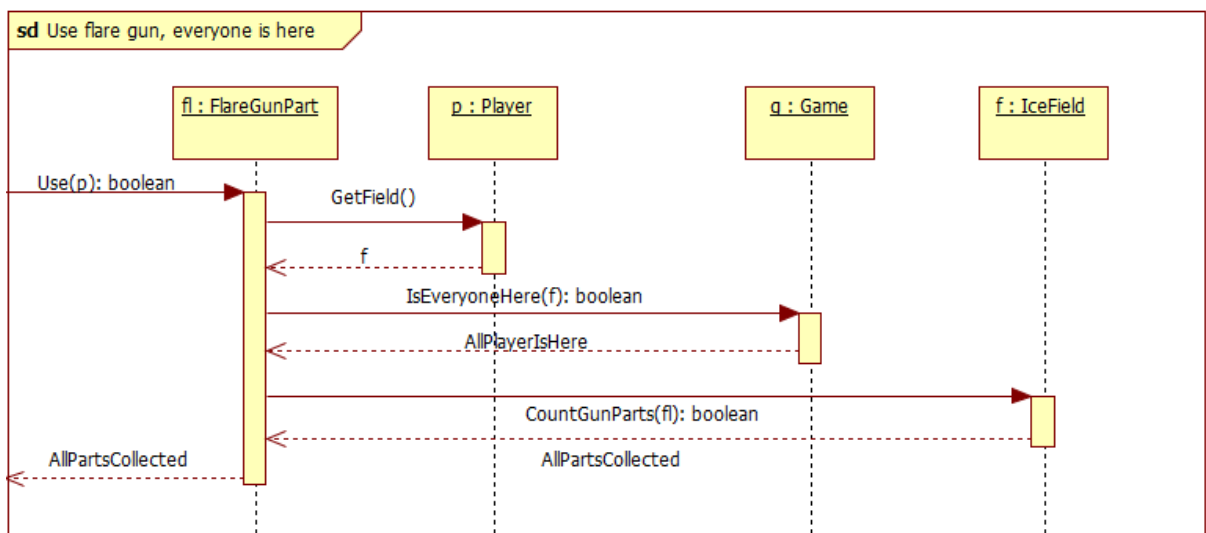 sd Use flare gun, everyone is here
fl : FlareGunPart
p : Player
g : Game
f : IceField
Use(p): boolean
GetField()
f
IsEveryoneHere(f): boolean
AllPlayerIsHere
CountGunParts(fl): boolean
AllPartsCollected
AllPartsCollected